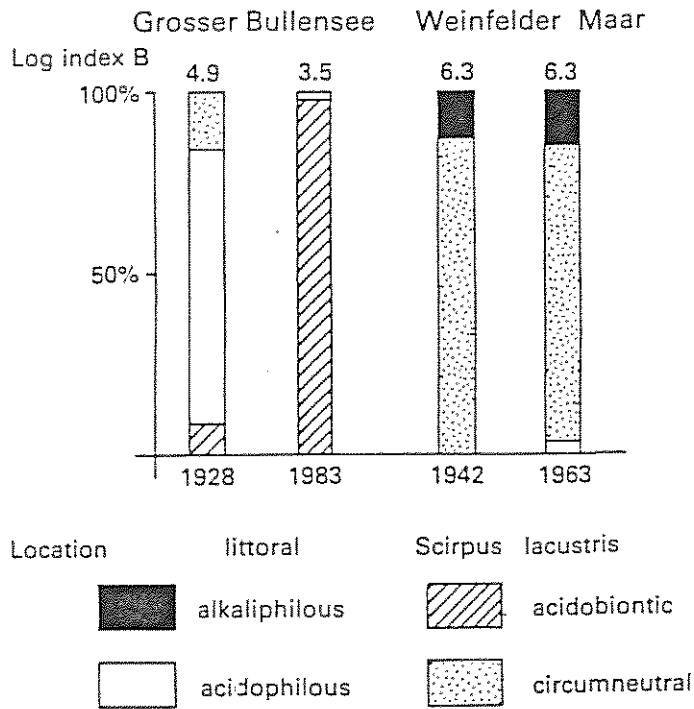 Grosser Bullensee Weinfelder Maar
Log index B
4.9 3.5 6.3 6.3
100%
50%
1928 1983 1942 1963
Location littoral Scirpus lacustris
alkaliphilous acidobiontic
acidophilous circumneutral